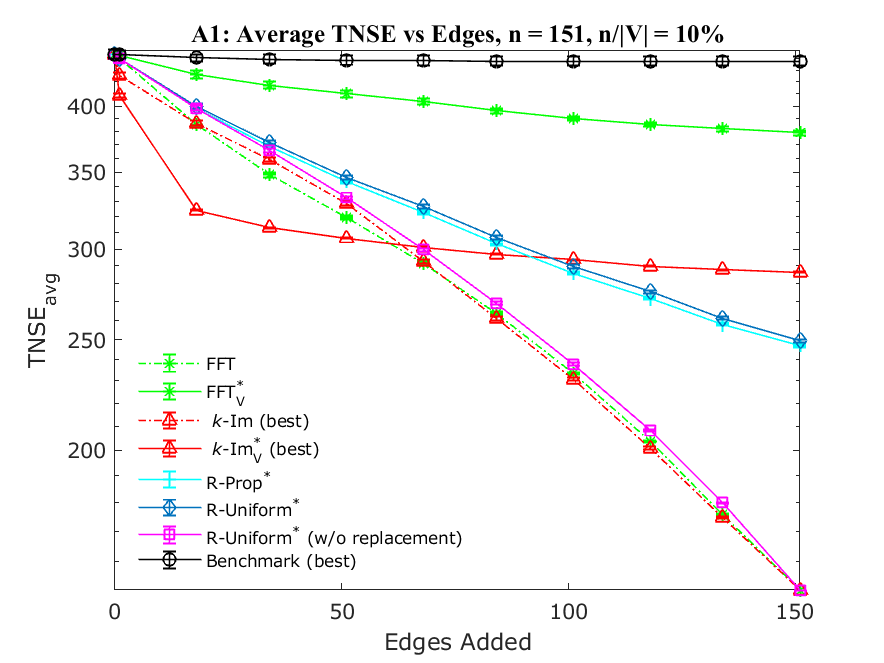 A1: Average TNSE vs Edges, n = 151, n/|V| = 10%
400
350
300
250
200
TNSE_avg
FFT
FFT*_V
k-Im (best)
k-Im*_V (best)
R-Prop*
R-Uniform*
R-Uniform* (w/o replacement)
Benchmark (best)
0 50 100 150
Edges Added